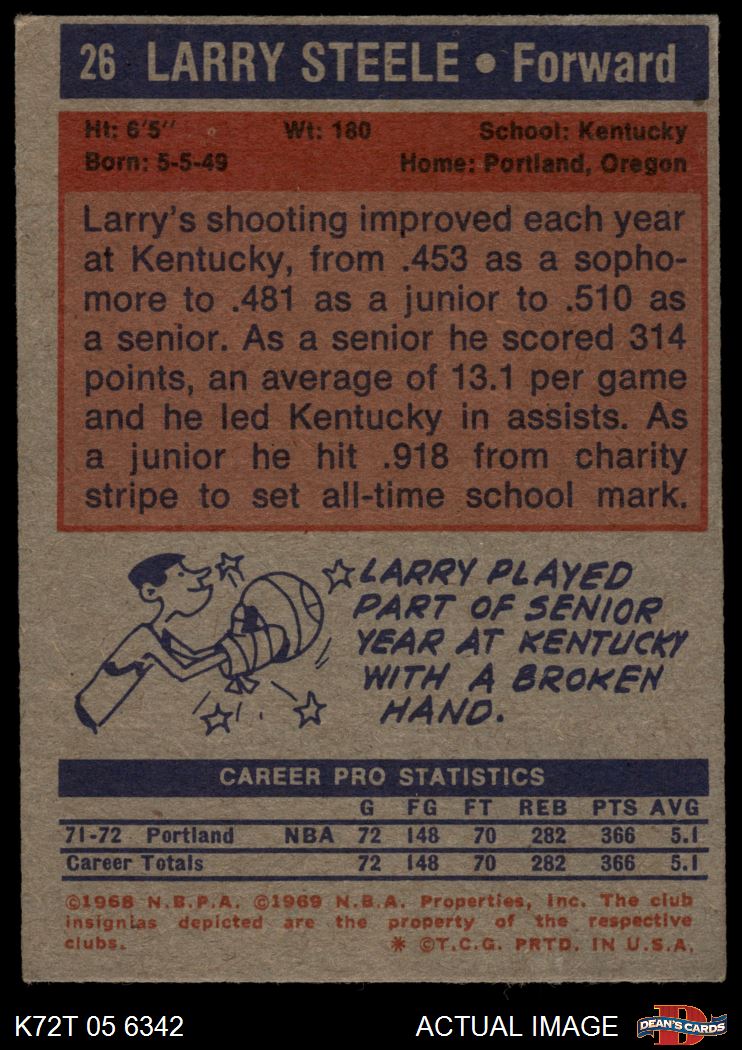 26 LARRY STEELE • Forward
Ht: 6'5" Wt: 180 School: Kentucky
Born: 5-5-49 Home: Portland, Oregon
Larry's shooting improved each year
at Kentucky, from .453 as a sopho-
more to .481 as a junior to .510 as
a senior. As a senior he scored 314
points, an average of 13.1 per game
and he led Kentucky in assists. As
a junior he hit .918 from charity
stripe to set all-time school mark.
LARRY PLAYED
PART OF SENIOR
YEAR AT KENTUCKY
WITH A BROKEN
HAND.
CAREER PRO STATISTICS
G FG FT REB PTS AVG
71-72 Portland NBA 72 148 70 282 366 5.1
Career Totals 72 148 70 282 366 5.1
©1968 N.B.P.A. ©1969 N.B.A. Properties, Inc. The club
insignias depicted are the property of the respective
clubs. * ©T.C.G. PRTD. IN U.S.A.
K72T 05 6342 ACTUAL IMAGE D DEAN'S CARDS